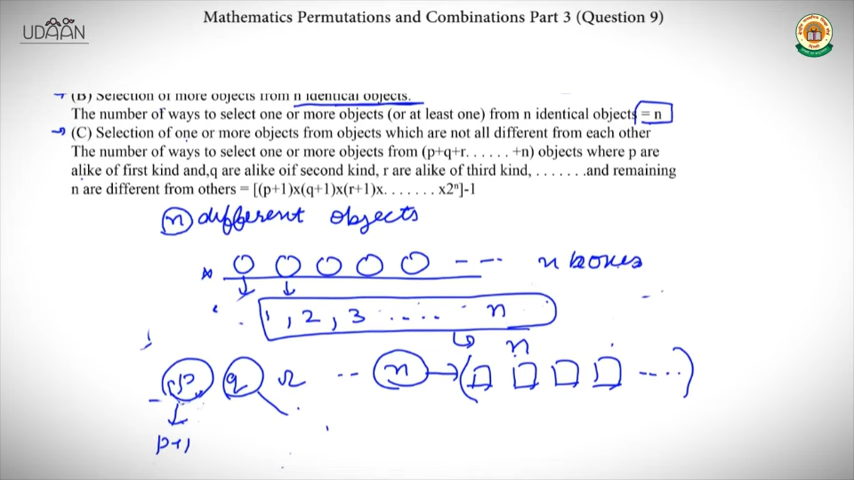 Mathematics Permutations and Combinations Part 3 (Question 9)
UDAAN
(B) Selection of more objects from n identical objects.
The number of ways to select one or more objects (or at least one) from n identical objects = n
(C) Selection of one or more objects from objects which are not all different from each other
The number of ways to select one or more objects from (p+q+r. . . . . . +n) objects where p are
alike of first kind and,q are alike oif second kind, r are alike of third kind, . . . . . . .and remaining
n are different from others = [(p+1)x(q+1)x(r+1)x. . . . . . . x2ⁿ]-1
n different objects
--- n boxes
1, 2, 3 ..... n
n
p q r -- n → ( ....)
p+1